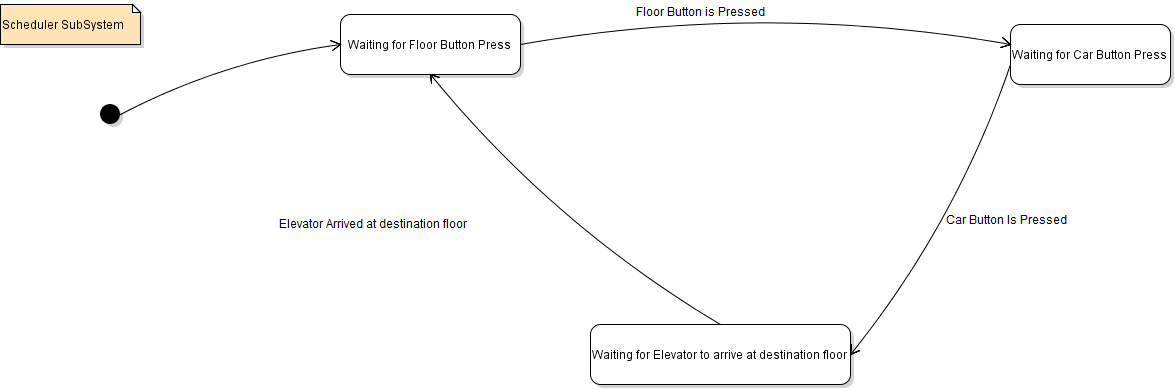 Scheduler SubSystem
Floor Button is Pressed
Waiting for Floor Button Press
Waiting for Car Button Press
Elevator Arrived at destination floor
Car Button Is Pressed
Waiting for Elevator to arrive at destination floor